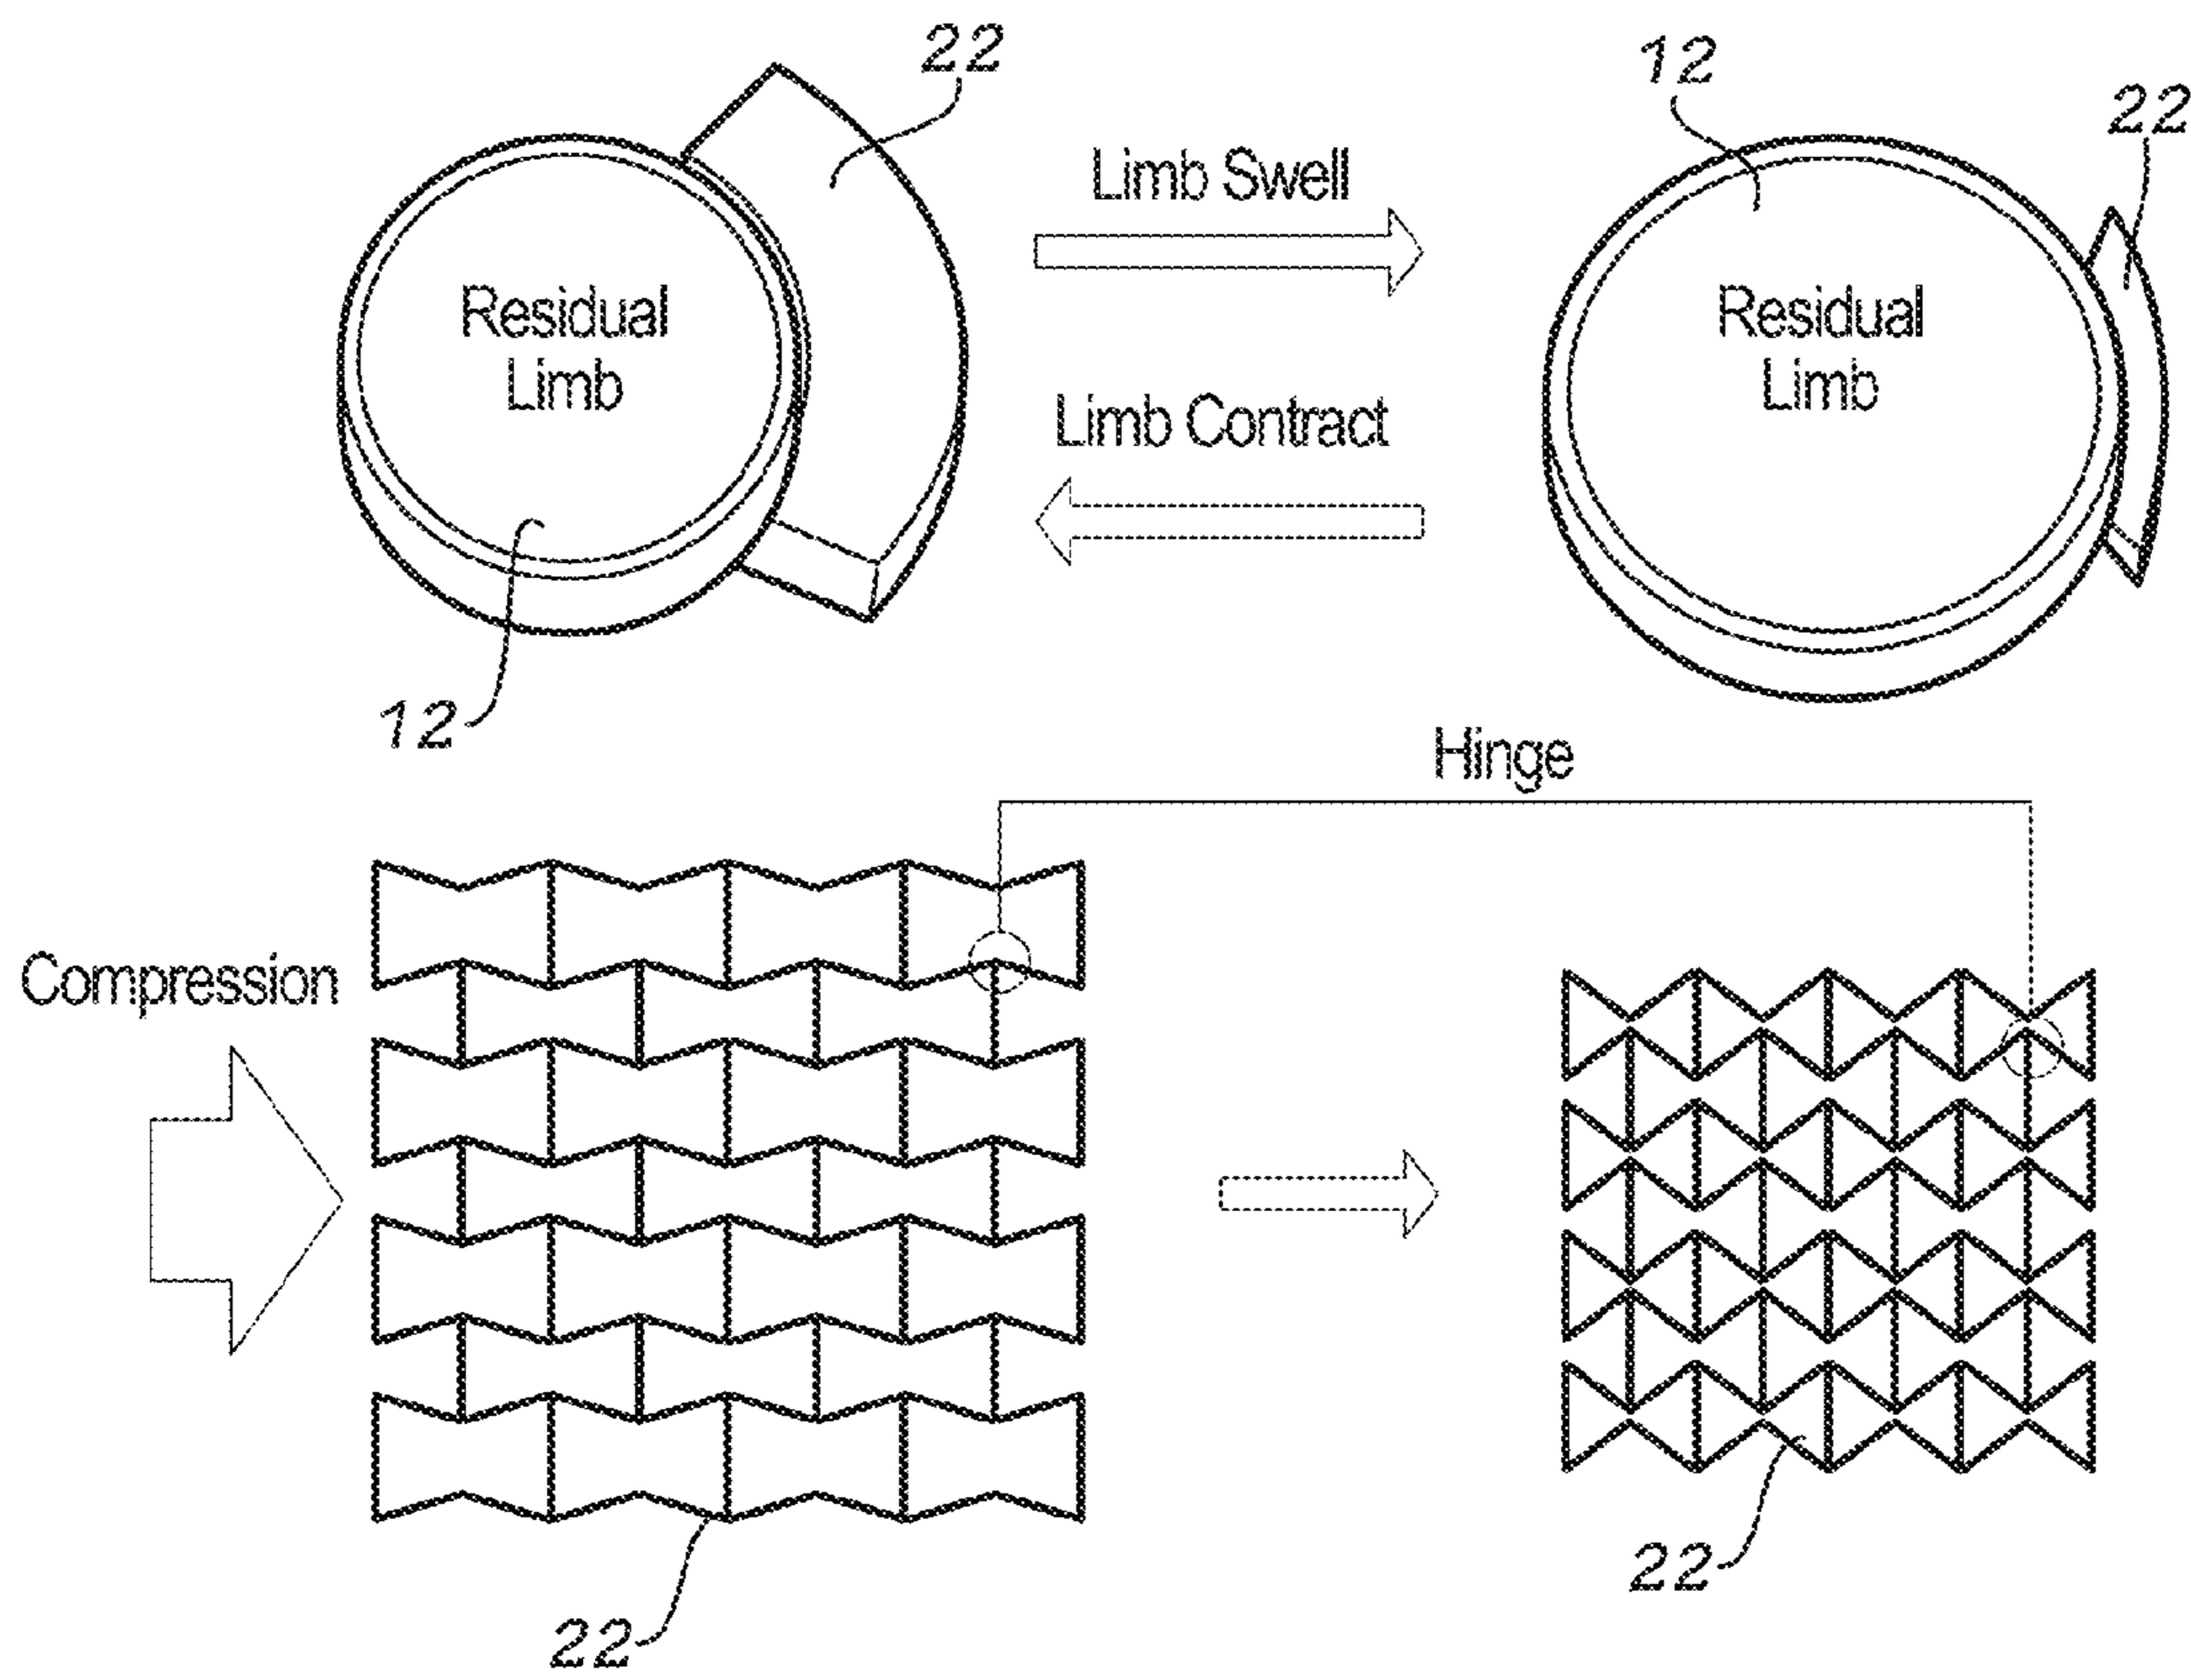 22
12
22
Limb Swell
Residual
Limb
Residual
Limb
Limb Contract
12
Hinge
Compression
22
22